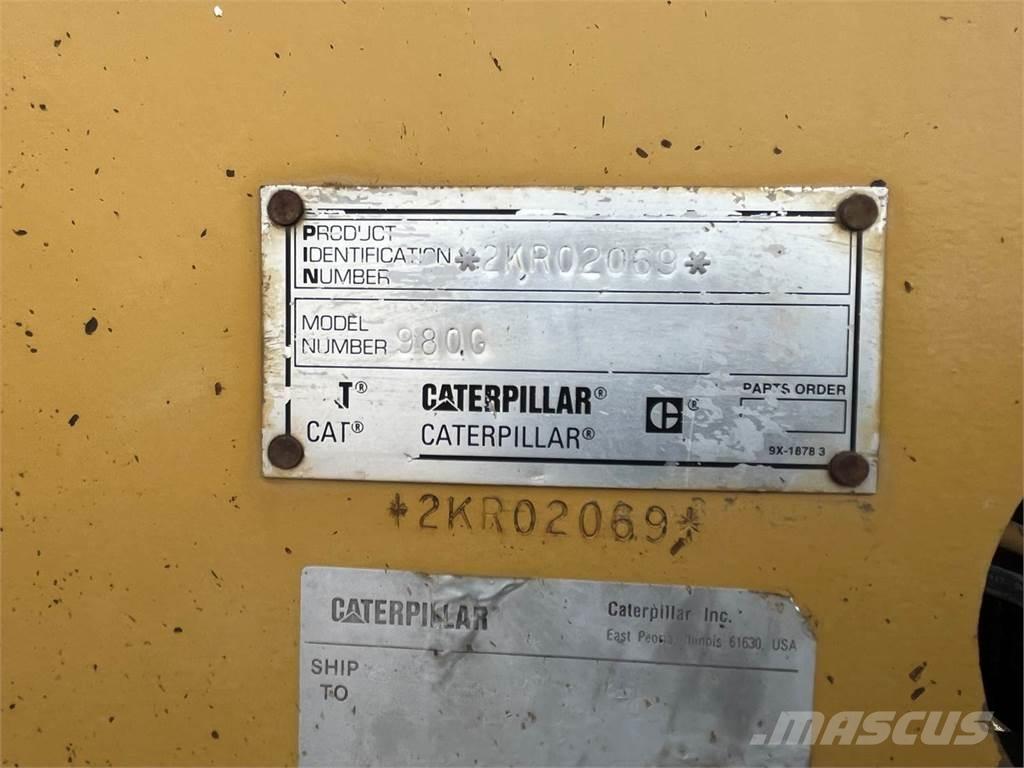 PRODUCT
IDENTIFICATION *2KR02069*
NUMBER
MODEL
NUMBER 980G
T® CATERPILLAR® ® PARTS ORDER
CAT® CATERPILLAR®
9X-1878 3
*2KR02069*
CATERPILLAR Caterpillar Inc.
East Peoria, Illinois 61630, USA
SHIP
TO
MASCUS